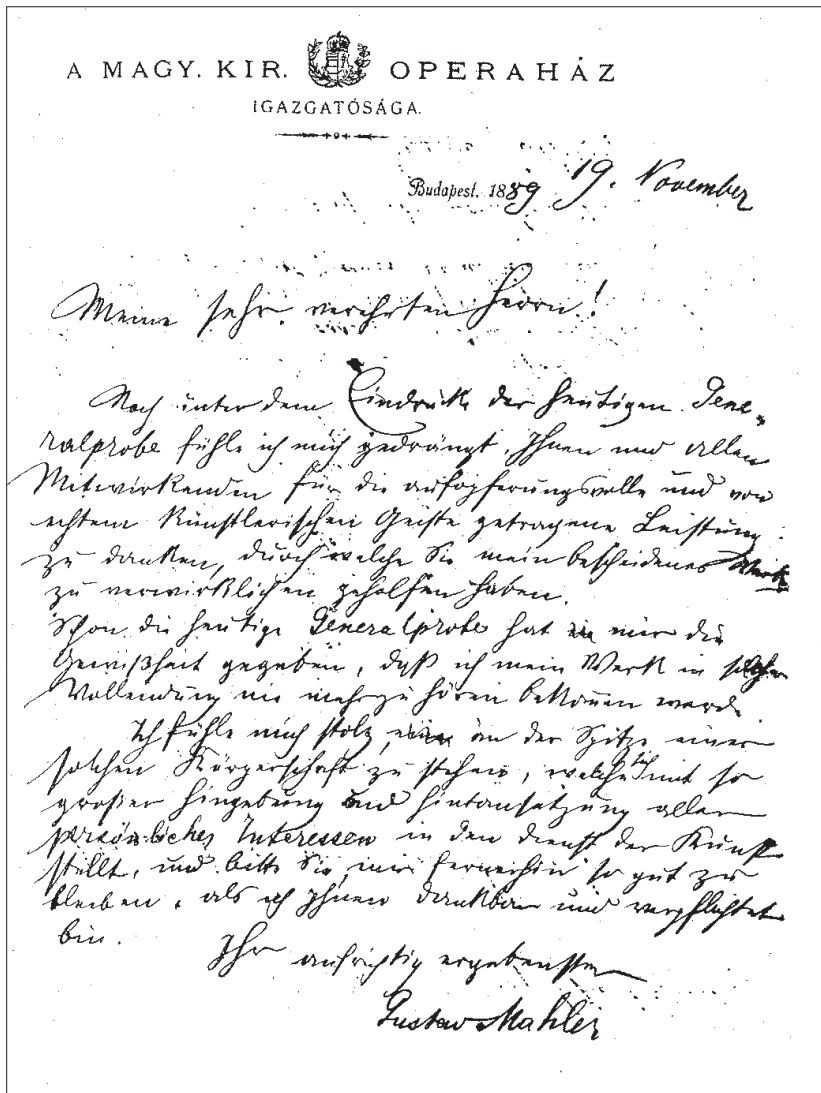 A MAGY. KIR. OPERAHÁZ
IGAZGATÓSÁGA.
Budapest, 1889 19. November
Meine sehr verehrten Herrn!
Noch unter dem Eindrucke der heutigen Gene-
ralprobe fühle ich mich gedrängt, Ihnen und allen
Mitwirkenden für die aufopferungsvolle und von
echtem künstlerischen Geiste getragene Leistung
zu danken, durch welche Sie mein bescheidenes Werk
zu verwirklichen geholfen haben.
Schon die heutige Generalprobe hat mir die
Gewißheit gegeben, daß ich mein Werk in solcher
Vollendung nie mehr zu hören bekommen werde.
Ich fühle mich stolz, an der Spitze einer
solchen Körperschaft zu stehen, welche sich mit so
großer Hingebung und Hintansetzung aller
persönlichen Interessen in den Dienst der Kunst
stellt, und bitte Sie, mir fernerhin so gut zu
bleiben, als ich Ihnen dankbar und verpflichtet
bin.
Ihr aufrichtig ergebenster
Gustav Mahler